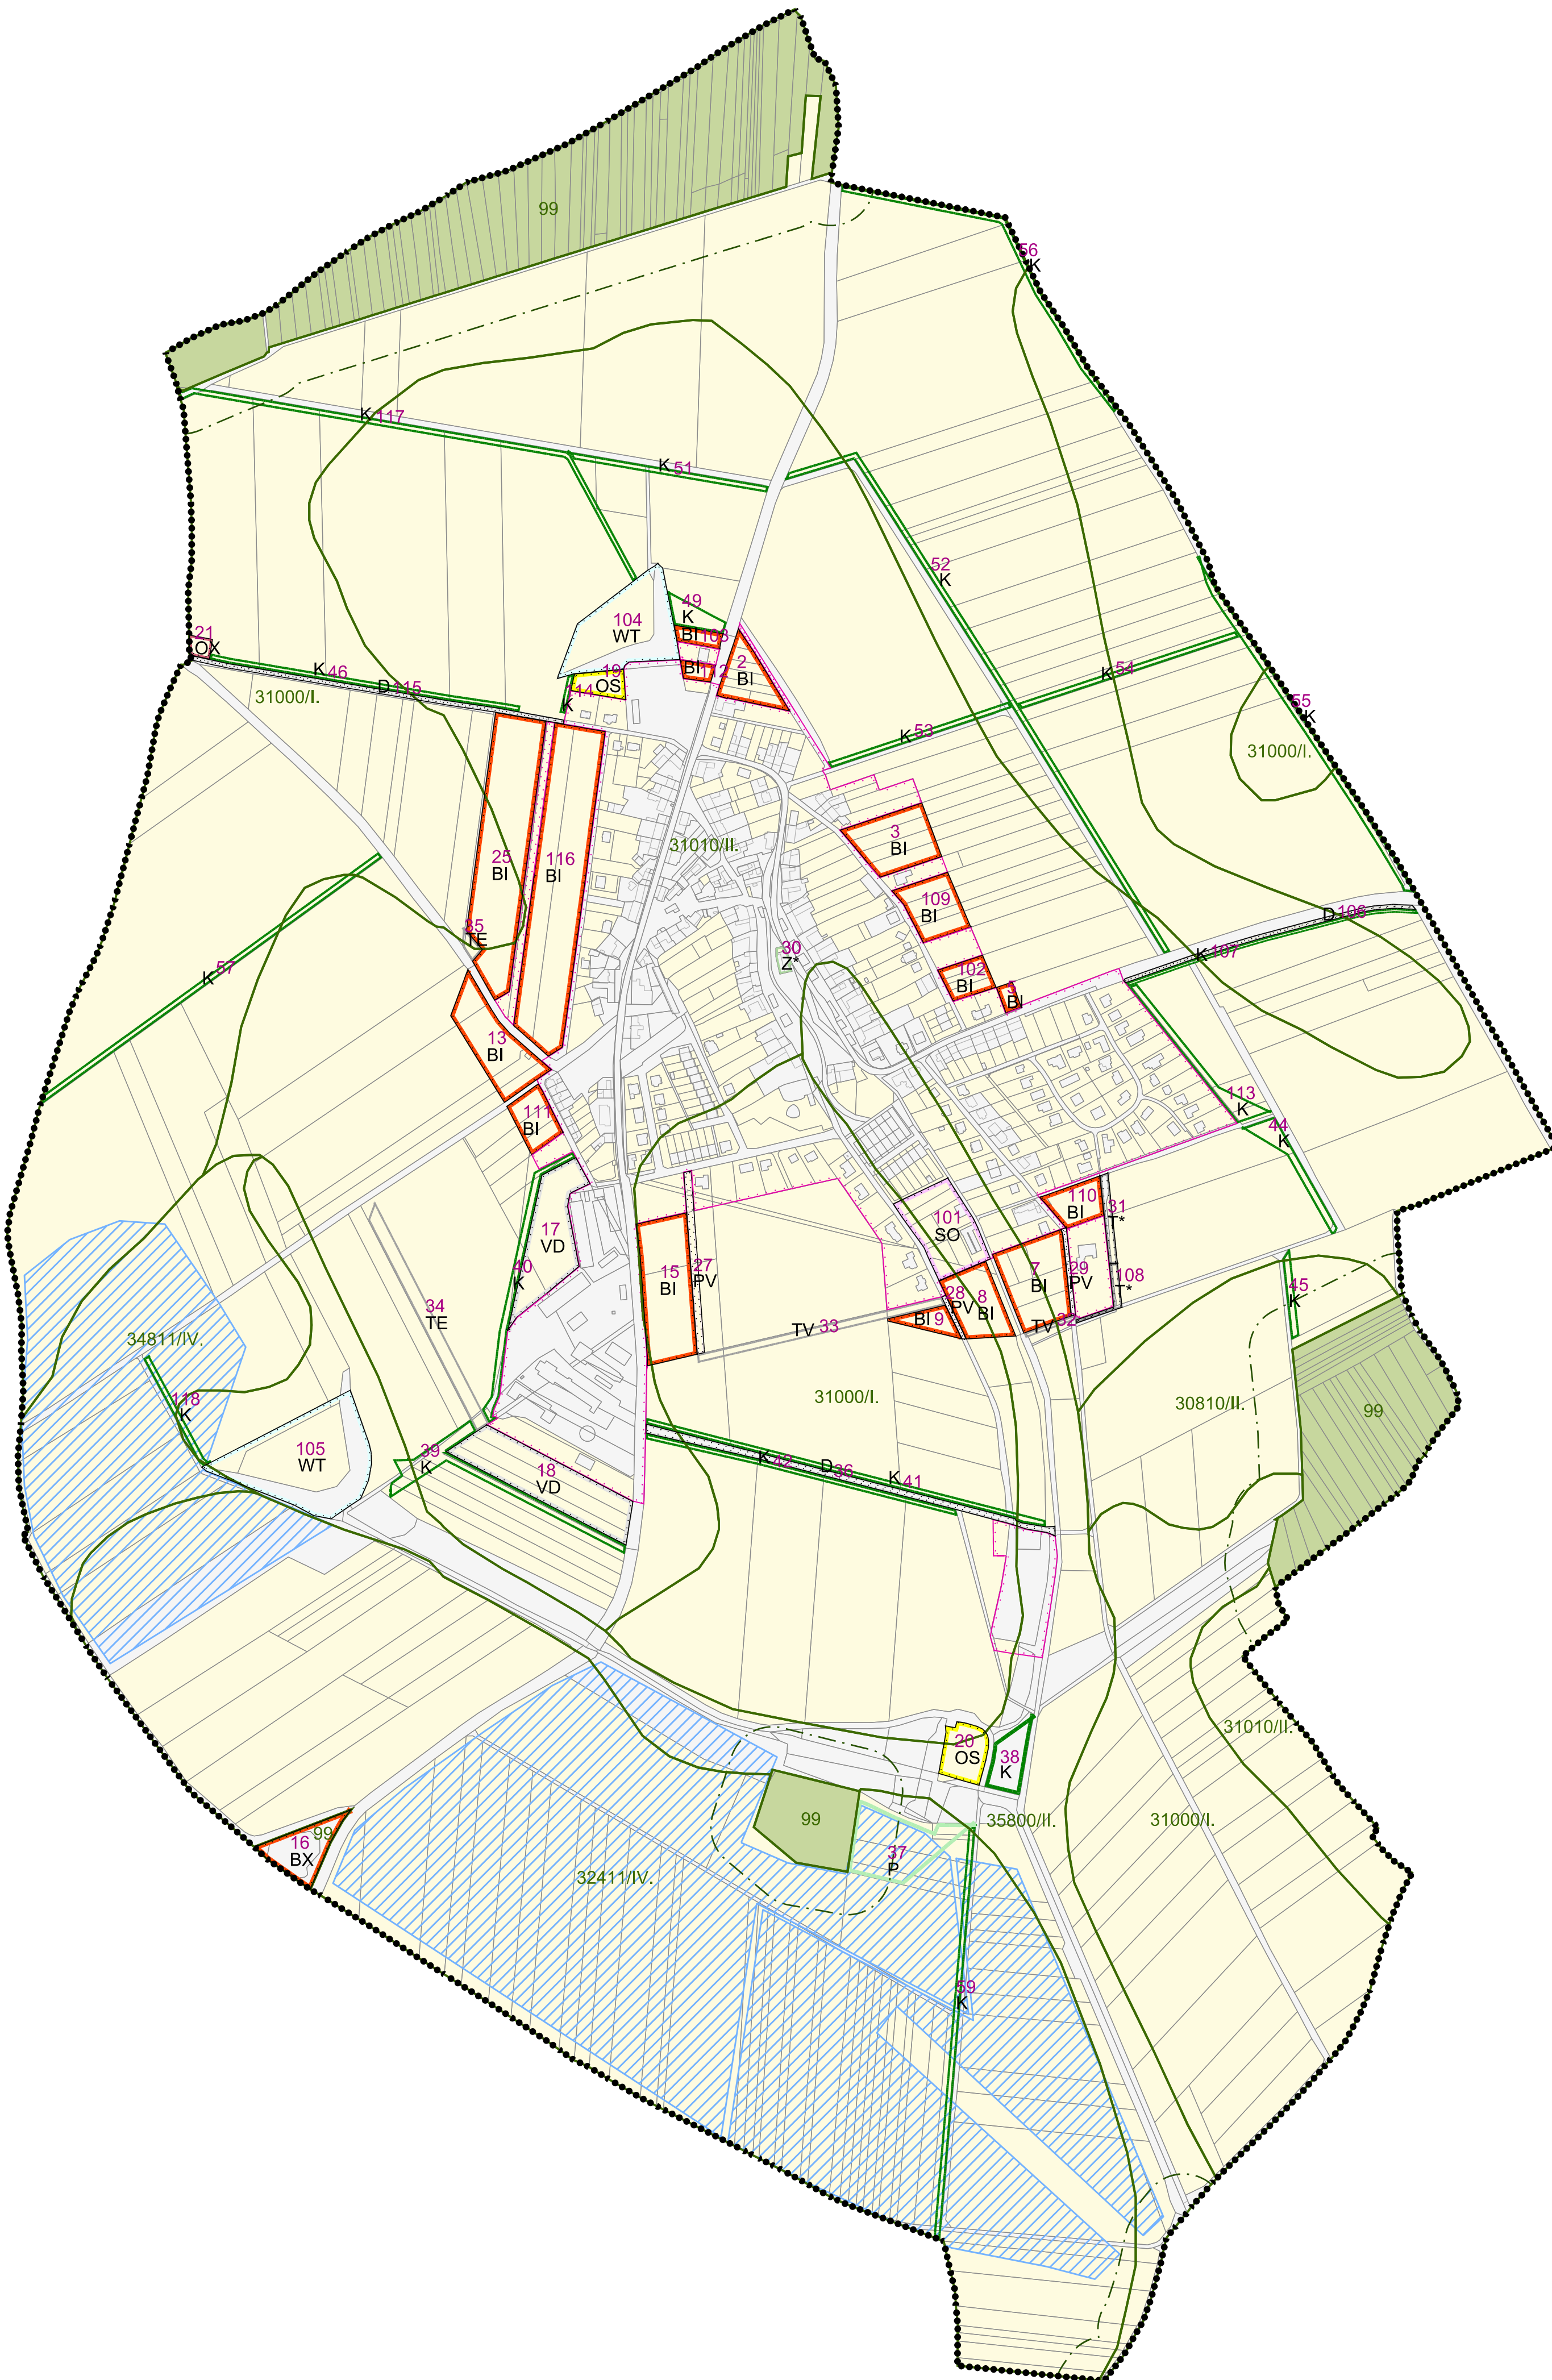 99
56
K
K 117
K 51
52
K
49
K
BI 103
104
WT
2
BI
BI 112
21
OX
K 46
D 115
31000/I.
19
OS
114
K
K 54
55
K
K 53
31000/I.
3
BI
31010/II.
25
BI
116
BI
109
BI
D 106
35
TE
K 107
30
Z*
102
BI
K 57
5
BI
13
BI
113
K
111
BI
44
K
110
BI
31
T*
101
SO
17
VD
40
K
15
BI
27
PV
7
BI
29
PV
108
T*
45
K
28
PV
8
BI
34
TE
BI 9
TV 33
TV 32
34811/IV.
118
K
31000/I.
30810/II.
99
105
WT
39
K
18
VD
K 42
D 36
K 41
31010/II.
20
OS
38
K
99
35800/II.
31000/I.
16
BX
99
37
P
32411/IV.
59
K